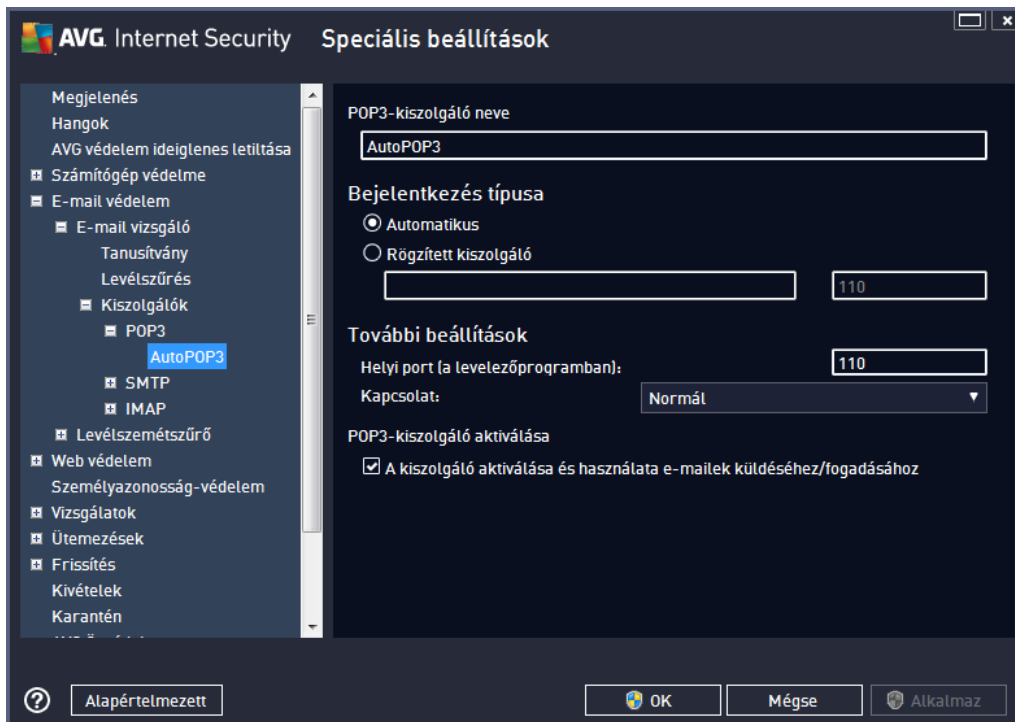 AVG. Internet Security Speciális beállítások
Megjelenés
Hangok
AVG védelem ideiglenes letiltása
Számítógép védelme
E-mail védelem
E-mail vizsgáló
Tanusítvány
Levélszűrés
Kiszolgálók
POP3
AutoPOP3
SMTP
IMAP
Levélszemétszűrő
Web védelem
Személyazonosság-védelem
Vizsgálatok
Ütemezések
Frissítés
Kivételek
Karantén
POP3-kiszolgáló neve
AutoPOP3
Bejelentkezés típusa
Automatikus
Rögzített kiszolgáló
110
További beállítások
Helyi port (a levelezőprogramban): 110
Kapcsolat: Normál
POP3-kiszolgáló aktiválása
A kiszolgáló aktiválása és használata e-mailek küldéséhez/fogadásához
Alapértelmezett OK Mégse Alkalmaz